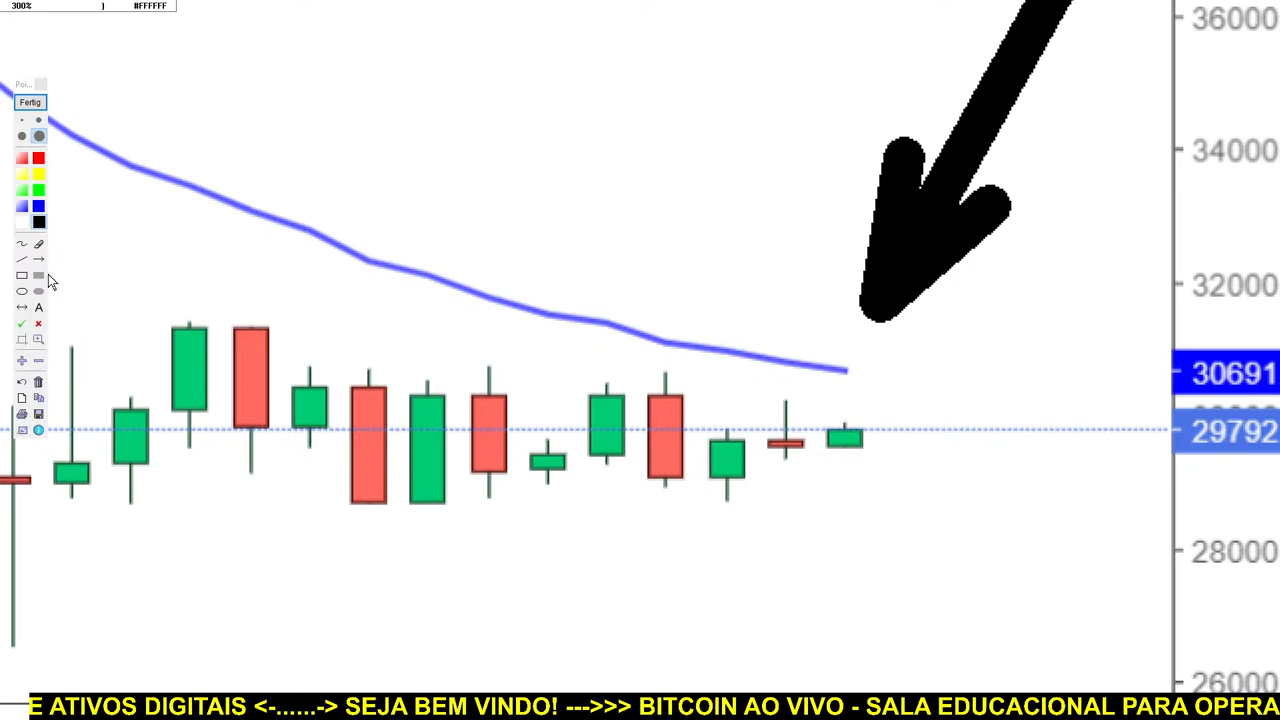 300% ) #FFFFFF
36000
Poi...
Fertig
34000
32000
A
30691
29792
28000
26000
E ATIVOS DIGITAIS <-......-> SEJA BEM VINDO! --->>> BITCOIN AO VIVO - SALA EDUCACIONAL PARA OPERA